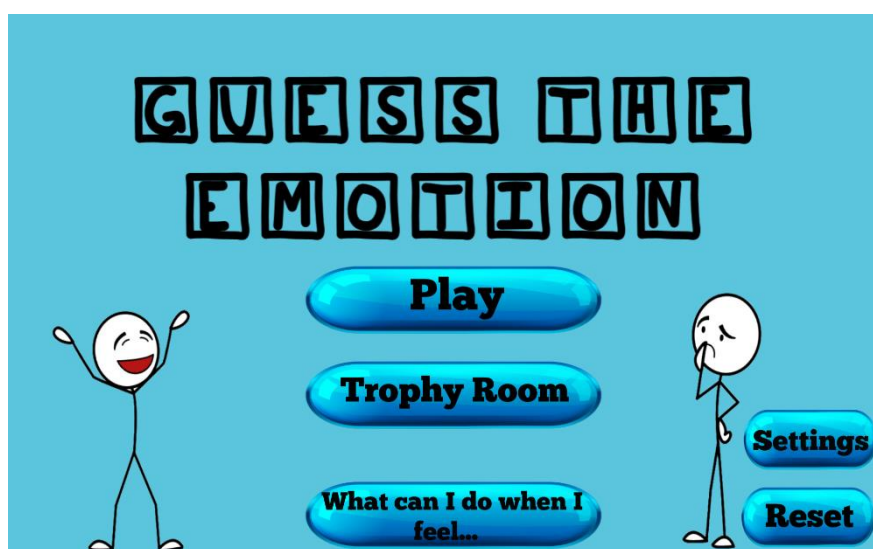 GUESS THE
EMOTION
Play
Trophy Room
What can I do when I
feel...
Settings
Reset